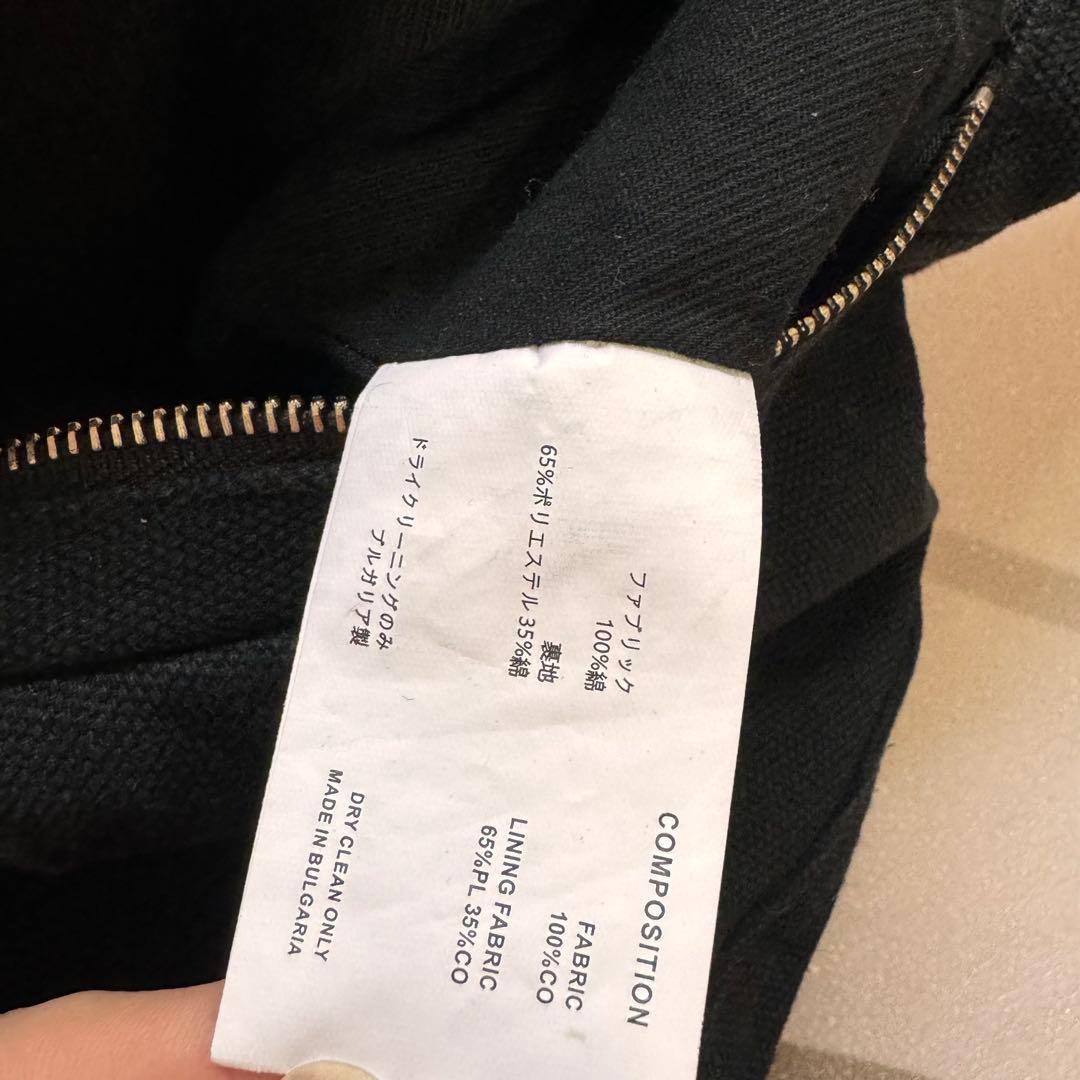 COMPOSITION
FABRIC
100%CO
LINING FABRIC
65%PL 35%CO
DRY CLEAN ONLY
MADE IN BULGARIA
ファブリック
100%綿
裏地
65%ポリエステル 35%綿
ドライクリーニングのみ
ブルガリア製